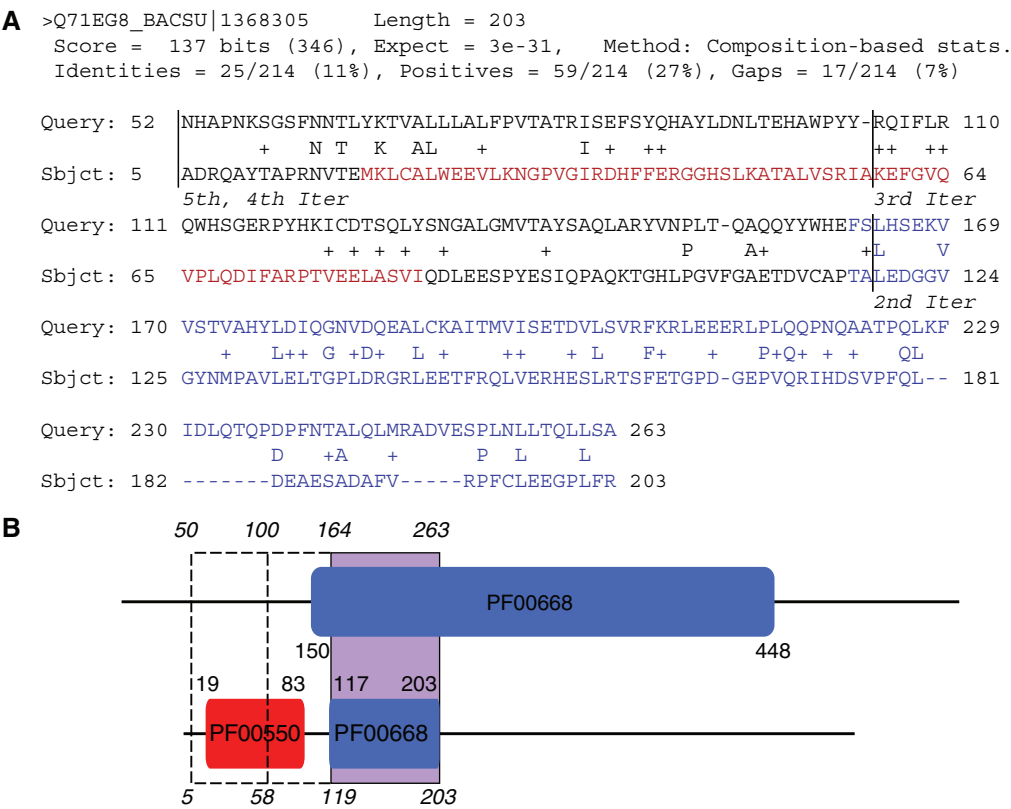 A
>Q71EG8_BACSU|1368305     Length = 203
Score =  137 bits (346), Expect = 3e-31,   Method: Composition-based stats.
Identities = 25/214 (11%), Positives = 59/214 (27%), Gaps = 17/214 (7%)
Query: 52  NHAPNKSGSFNNTLYKTVALLLALFPVTATRISEFSYQHAYLDNLTEHAWPYY-RQIFLR 110
+   N T  K  AL   +       I +  ++                ++  ++
Sbjct: 5   ADRQAYTAPRNVTEMKLCALWEEVLKNGPVGIRDHFFERGGHSLKATALVSRIAKEFGVQ 64
5th, 4th Iter 3rd Iter
Query: 111 QWHSGERPYHKICDTSQLYSNGALGMVTAYSAQLARYVNPLT-QAQQYYWHEFSLHSEKV 169
+ + + +  +       +          P    A+       +L    V
Sbjct: 65  VPLQDIFARPTVEELASVIQDLEESPYESIQPAQKTGHLPGVFGAETDVCAPTALEDGGV 124
2nd Iter
Query: 170 VSTVAHYLDIQGNVDQEALCKAITMVISETDVLSVRFKRLEEERLPLQQPNQAATPQLKF 229
+   L++ G +D+  L +    ++   + L   F+   +   P+Q+ + +   QL
Sbjct: 125 GYNMPAVLELTGPLDRGRLEETFRQLVERHESLRTSFETGPD-GEPVQRIHDSVPFQL-- 181
Query: 230 IDLQTQPDPFNTALQLMRADVESPLNLLTQLLSA 263
D   +A   +      P  L    L
Sbjct: 182 -------DEAESADAFV-----RPFCLEEGPLFR 203
B
50 100 164 263
PF00668
150 448
19 83 117 203
PF00550 PF00668
5 58 119 203